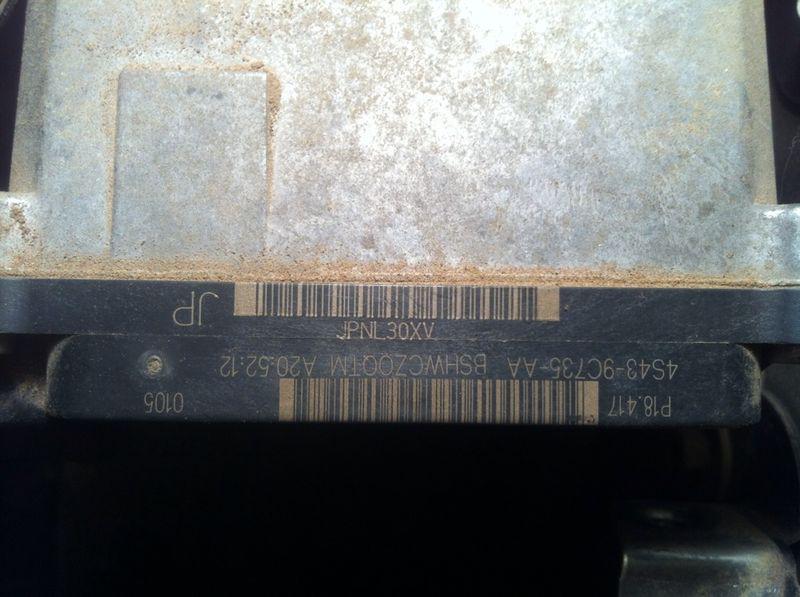 JP
JPNL30XV
P18.417 0105
4S43-9C735-AA BSHWCZOQTM A20.52:12